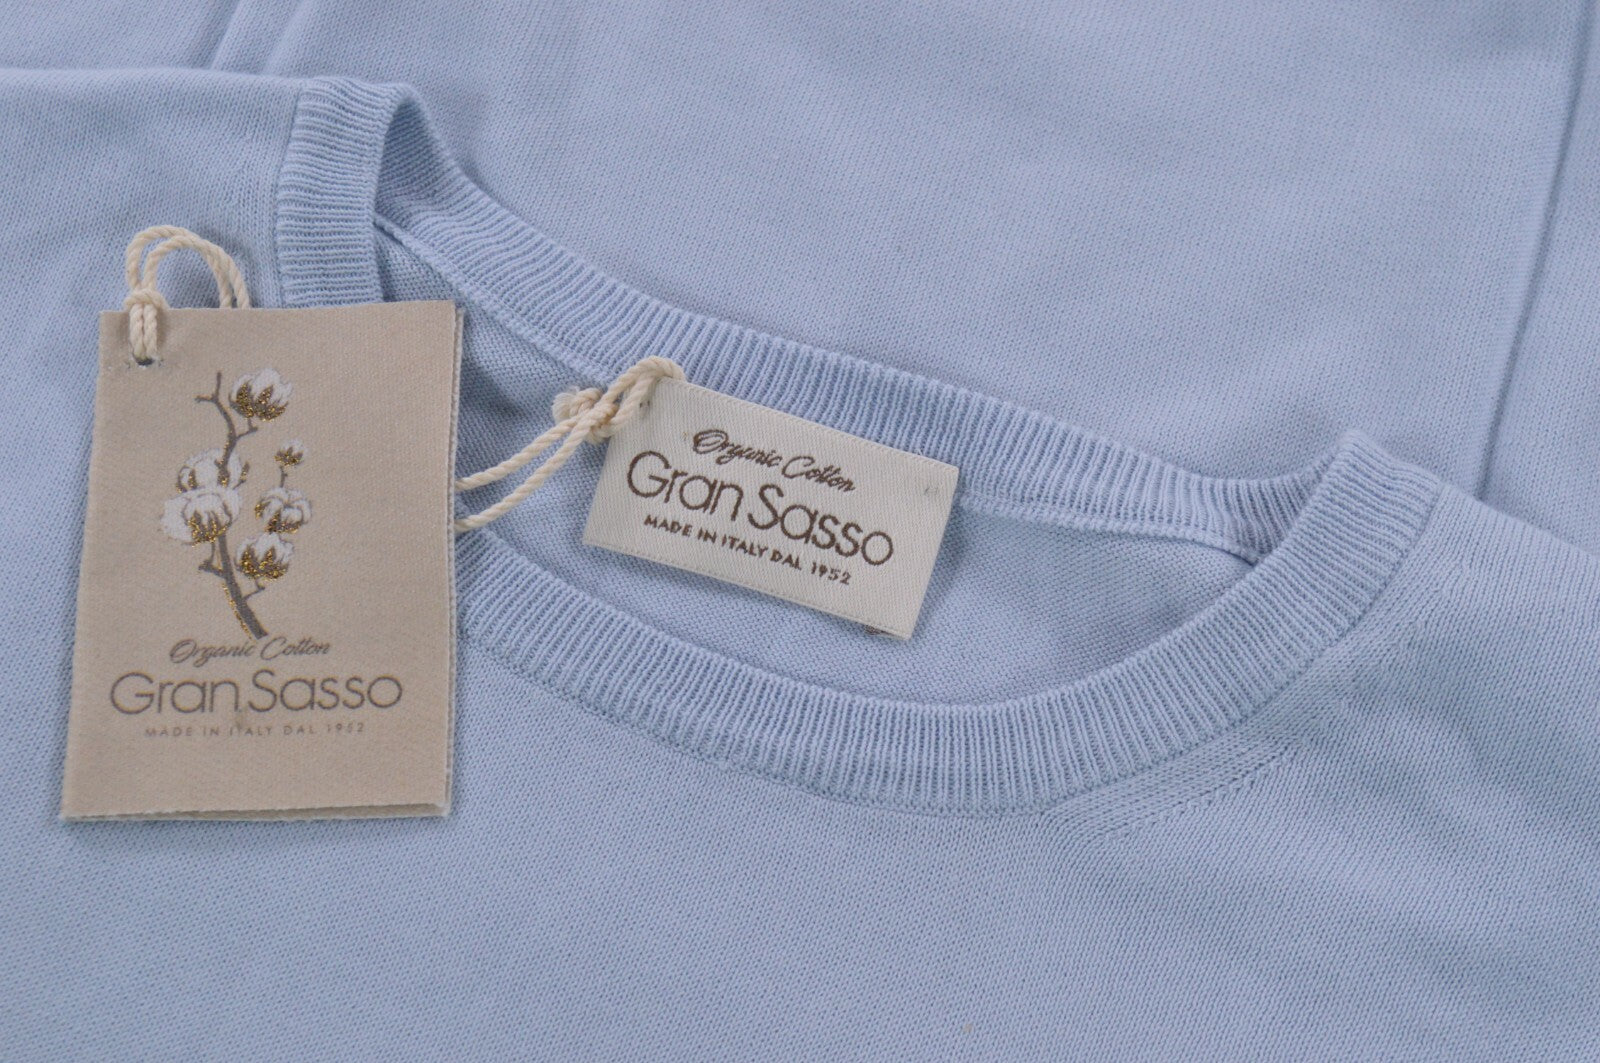 Organic Cotton
Gran Sasso
MADE IN ITALY DAL 1952
Organic Cotton
Gran Sasso
MADE IN ITALY DAL 1952